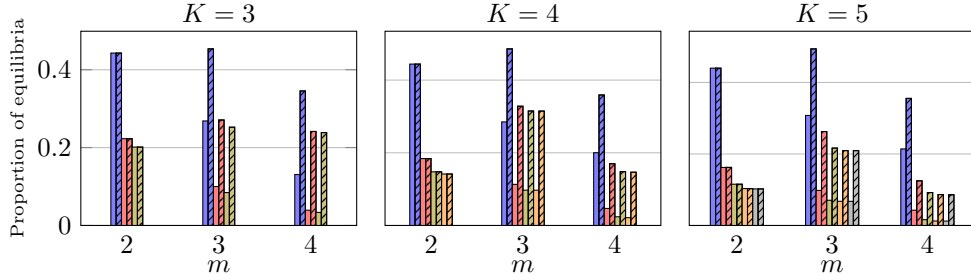 K = 3
K = 4
K = 5
Proportion of equilibria
0.4
0.2
0
2 3 4
2 3 4
2 3 4
m
m
m